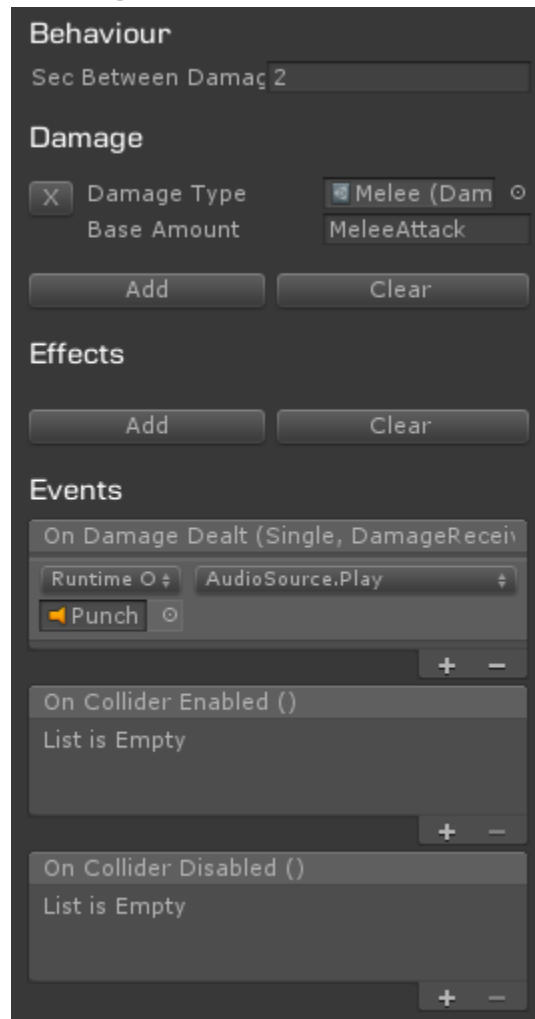 Behaviour
Sec Between Damag 2
Damage
X Damage Type Melee (Dam
Base Amount MeleeAttack
Add Clear
Effects
Add Clear
Events
On Damage Dealt (Single, DamageReceiv
Runtime O AudioSource.Play
Punch
+ −
On Collider Enabled ()
List is Empty
+ −
On Collider Disabled ()
List is Empty
+ −